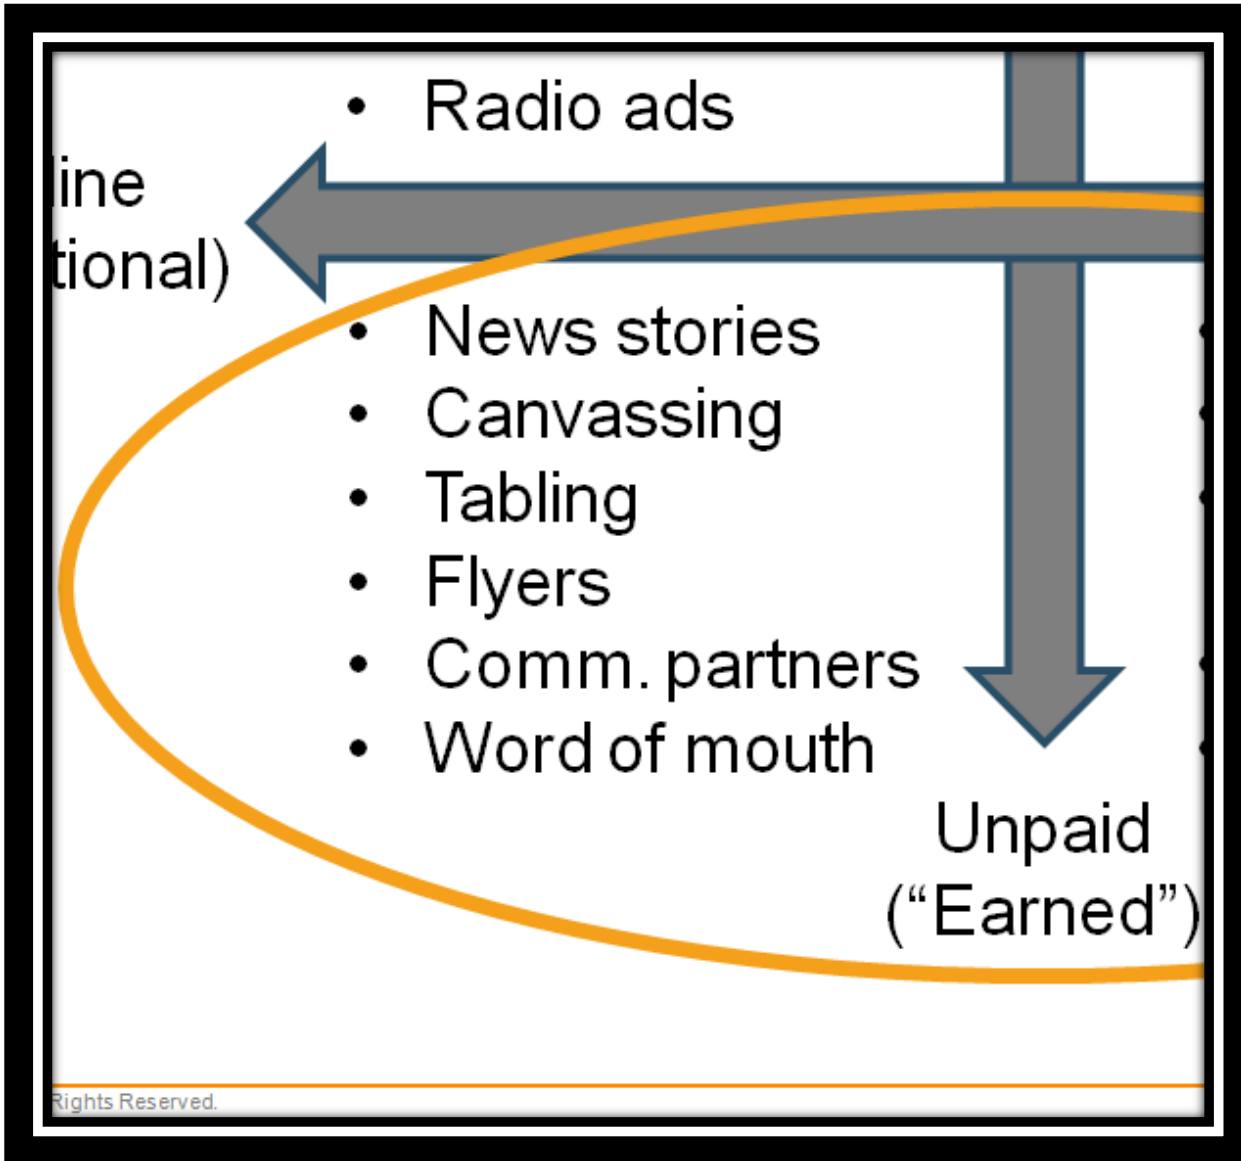 • Radio ads
line
tional)
• News stories
• Canvassing
• Tabling
• Flyers
• Comm. partners
• Word of mouth
Unpaid
(“Earned”)
Rights Reserved.